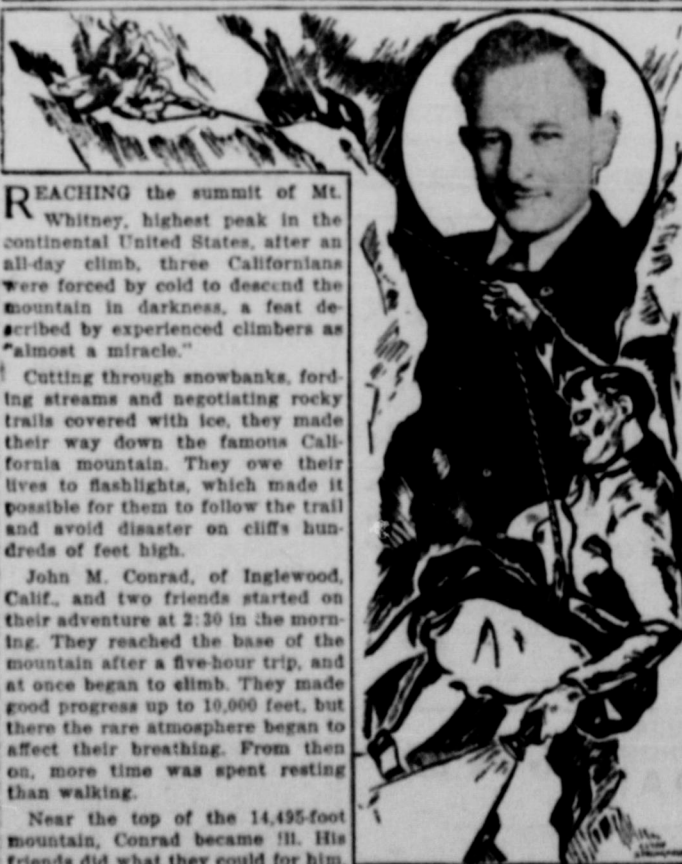 REACHING the summit of Mt.
Whitney, highest peak in the
continental United States, after an
all-day climb, three Californians
were forced by cold to descend the
mountain in darkness, a feat de-
scribed by experienced climbers as
"almost a miracle."
Cutting through snowbanks, ford-
ing streams and negotiating rocky
trails covered with ice, they made
their way down the famous Cali-
fornia mountain. They owe their
lives to flashlights, which made it
possible for them to follow the trail
and avoid disaster on cliffs hun-
dreds of feet high.
John M. Conrad, of Inglewood,
Calif., and two friends started on
their adventure at 2:30 in the morn-
ing. They reached the base of the
mountain after a five-hour trip, and
at once began to climb. They made
good progress up to 10,000 feet, but
there the rare atmosphere began to
affect their breathing. From then
on, more time was spent resting
than walking.
Near the top of the 14,495-foot
mountain, Conrad became ill. His
friends did what they could for him,